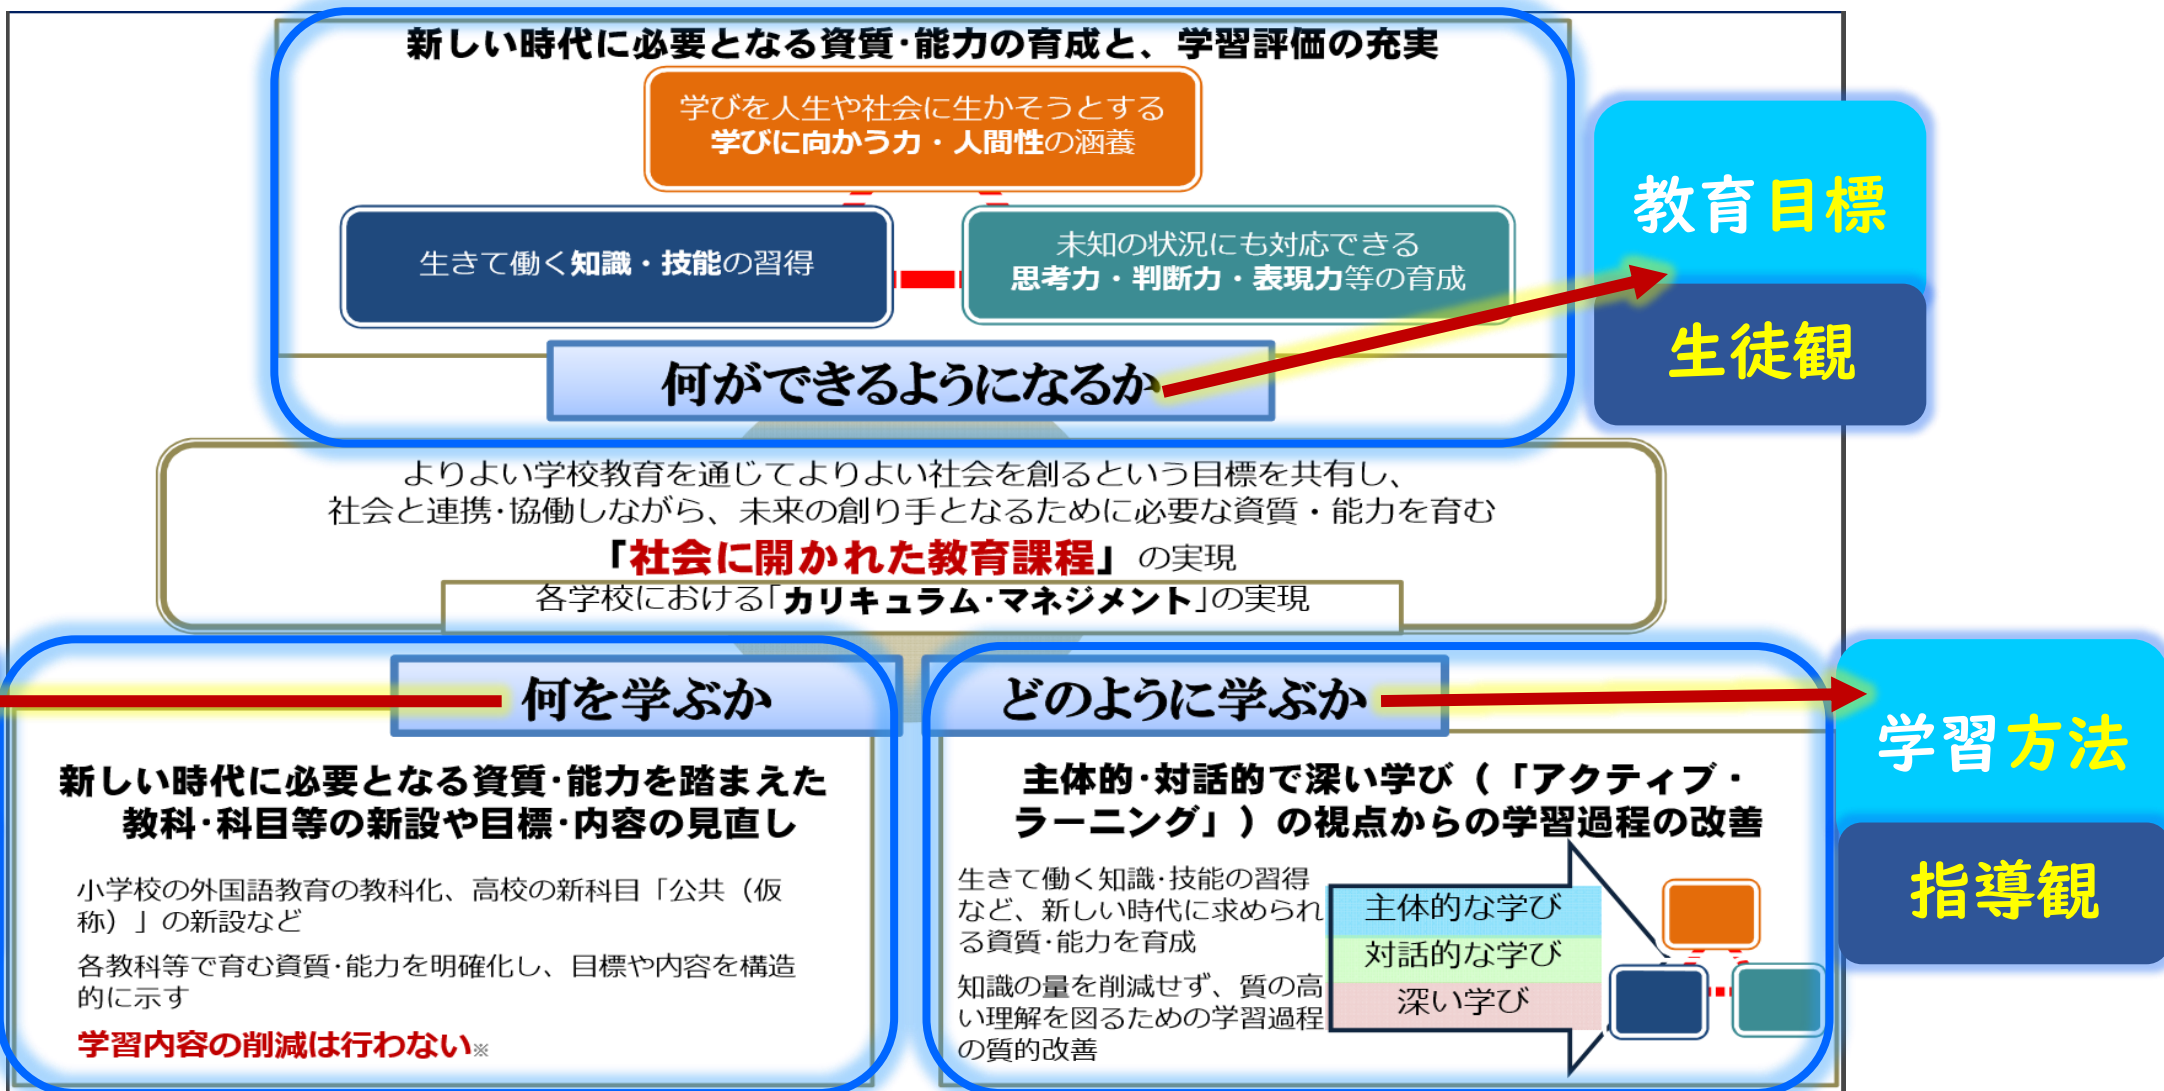 新しい時代に必要となる資質･能力の育成と、学習評価の充実
学びを人生や社会に生かそうとする
学びに向かう力・人間性の涵養
生きて働く知識・技能の習得
未知の状況にも対応できる
思考力・判断力・表現力等の育成
何ができるようになるか
教育目標
生徒観
よりよい学校教育を通じてよりよい社会を創るという目標を共有し、
社会と連携･協働しながら、未来の創り手となるために必要な資質・能力を育む
「社会に開かれた教育課程」の実現
各学校における「カリキュラム･マネジメント」の実現
何を学ぶか
新しい時代に必要となる資質･能力を踏まえた
教科･科目等の新設や目標･内容の見直し
小学校の外国語教育の教科化、高校の新科目「公共（仮
称）」の新設など
各教科等で育む資質･能力を明確化し、目標や内容を構造
的に示す
学習内容の削減は行わない※
どのように学ぶか
主体的･対話的で深い学び（「アクティブ・
ラーニング」）の視点からの学習過程の改善
生きて働く知識･技能の習得
など、新しい時代に求められ
る資質･能力を育成
知識の量を削減せず、質の高
い理解を図るための学習過程
の質的改善
主体的な学び
対話的な学び
深い学び
学習方法
指導観